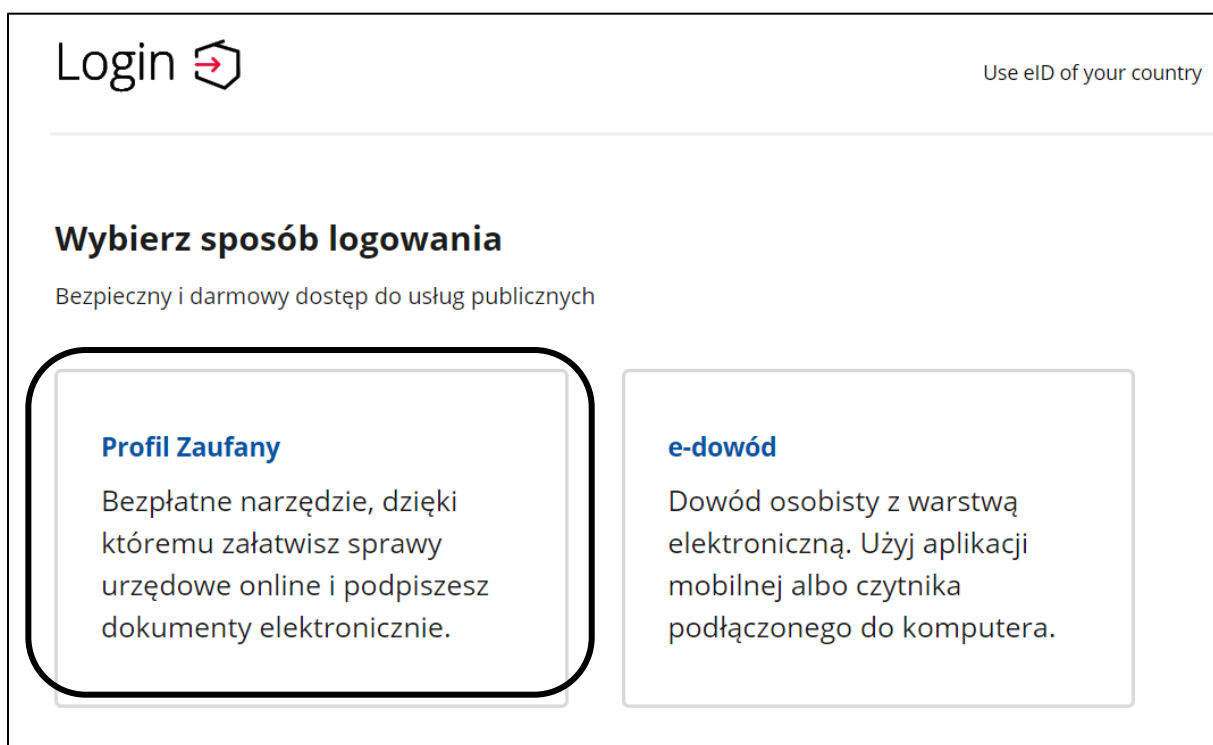 Login
Use eID of your country
Wybierz sposób logowania
Bezpieczny i darmowy dostęp do usług publicznych
Profil Zaufany
Bezpłatne narzędzie, dzięki
któremu załatwisz sprawy
urzędowe online i podpiszesz
dokumenty elektronicznie.
e-dowód
Dowód osobisty z warstwą
elektroniczną. Użyj aplikacji
mobilnej albo czytnika
podłączonego do komputera.